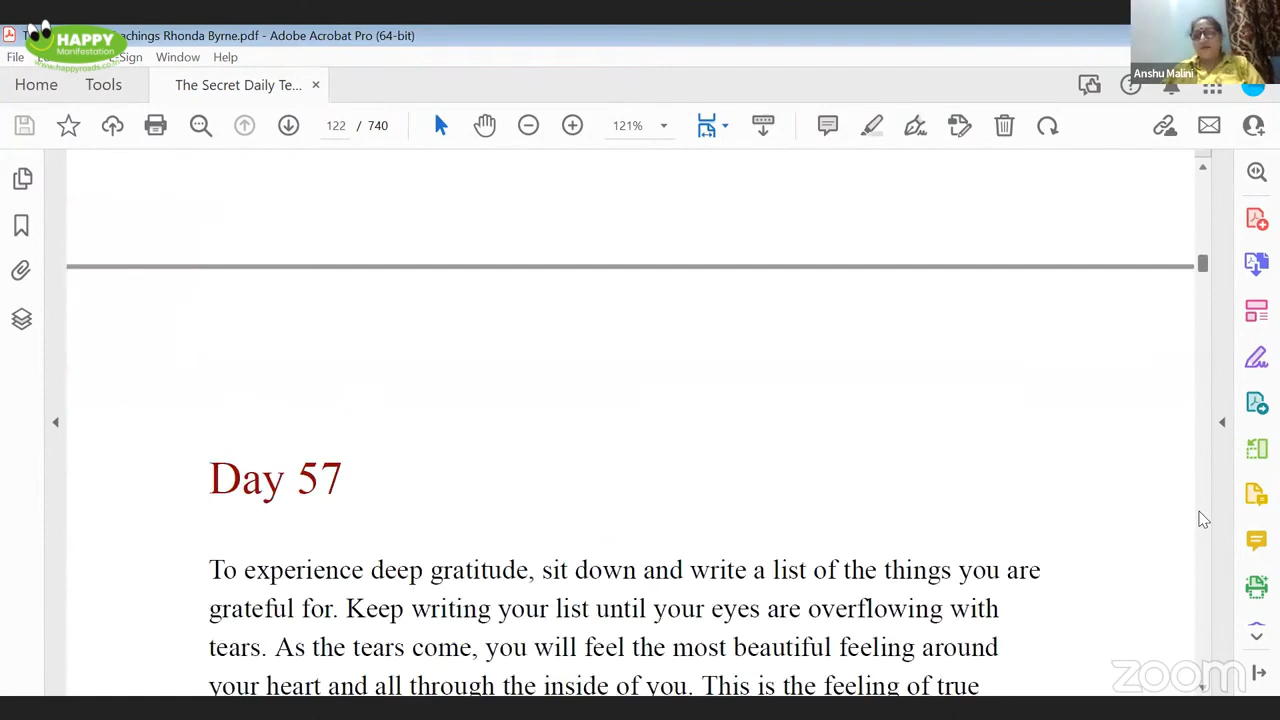 HAPPY
Manifestation
www.happyroads.co.in
achings Rhonda Byrne.pdf - Adobe Acrobat Pro (64-bit)
File
Sign
Window
Help
Anshu Malini
Home
Tools
The Secret Daily Te...
122 / 740
121%
Day 57
To experience deep gratitude, sit down and write a list of the things you are
grateful for. Keep writing your list until your eyes are overflowing with
tears. As the tears come, you will feel the most beautiful feeling around
your heart and all through the inside of you. This is the feeling of true
zoom